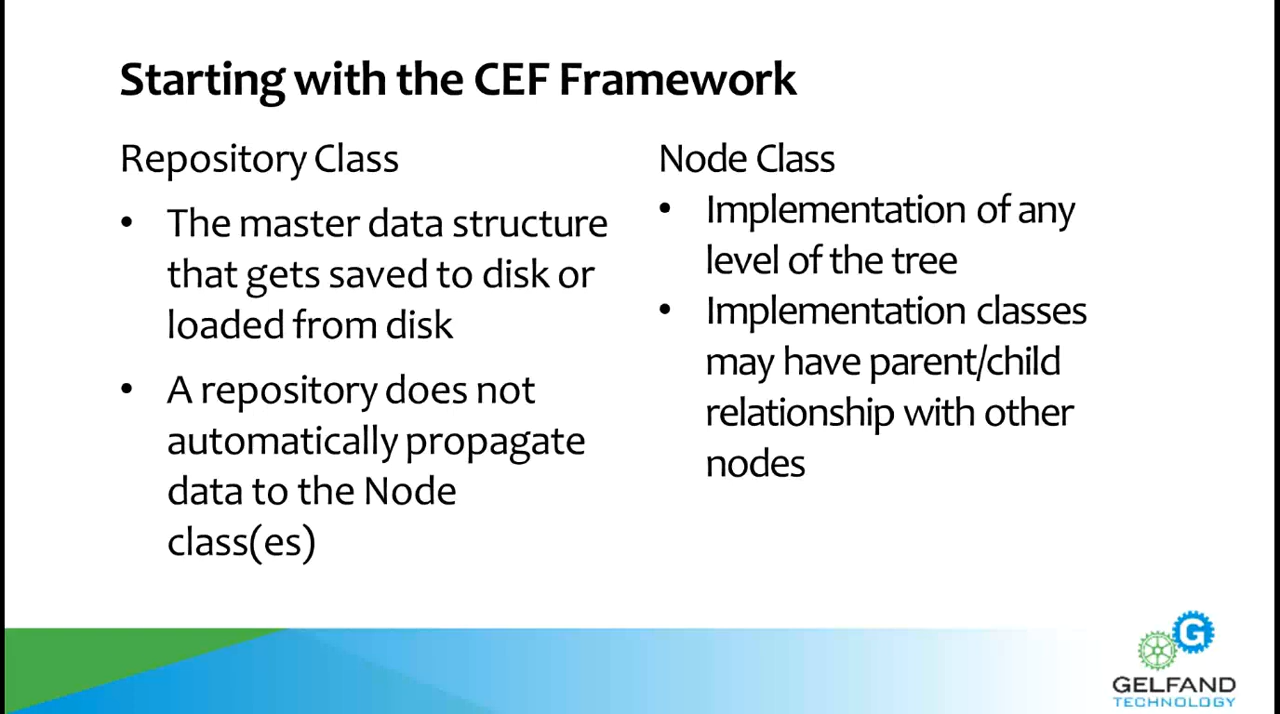 Starting with the CEF Framework
Repository Class
• The master data structure
that gets saved to disk or
loaded from disk
• A repository does not
automatically propagate
data to the Node
class(es)
Node Class
• Implementation of any
level of the tree
• Implementation classes
may have parent/child
relationship with other
nodes
G
GELFAND
TECHNOLOGY